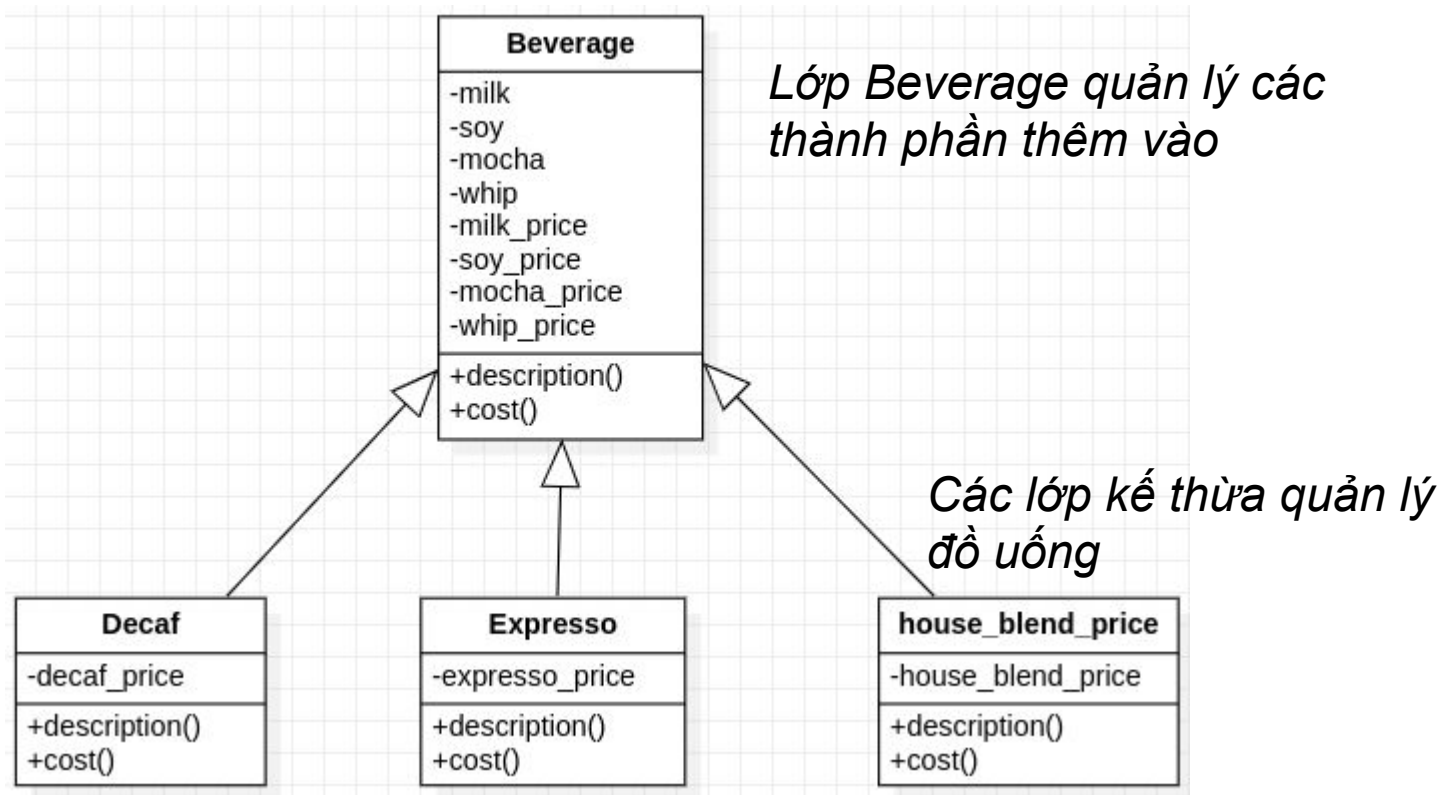 Beverage
-milk
-soy
-mocha
-whip
-milk_price
-soy_price
-mocha_price
-whip_price
+description()
+cost()
Lớp Beverage quản lý các
thành phần thêm vào
Các lớp kế thừa quản lý
đồ uống
Decaf
-decaf_price
+description()
+cost()
Expresso
-expresso_price
+description()
+cost()
house_blend_price
-house_blend_price
+description()
+cost()